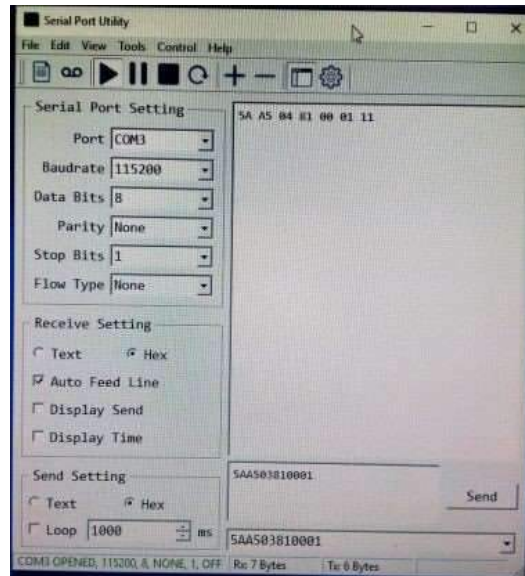 Serial Port Utility
File Edit View Tools Control Help
Serial Port Setting
Port COM3
Baudrate 115200
Data Bits 8
Parity None
Stop Bits 1
Flow Type None
Receive Setting
Text Hex
Auto Feed Line
Display Send
Display Time
Send Setting
Text Hex
Loop 1000 ms
5A A5 04 81 00 01 11
5AA503810001
Send
5AA503810001
COM3 OPENED, 115200, 8, NONE, 1, OFF Rx: 7 Bytes Tx: 6 Bytes